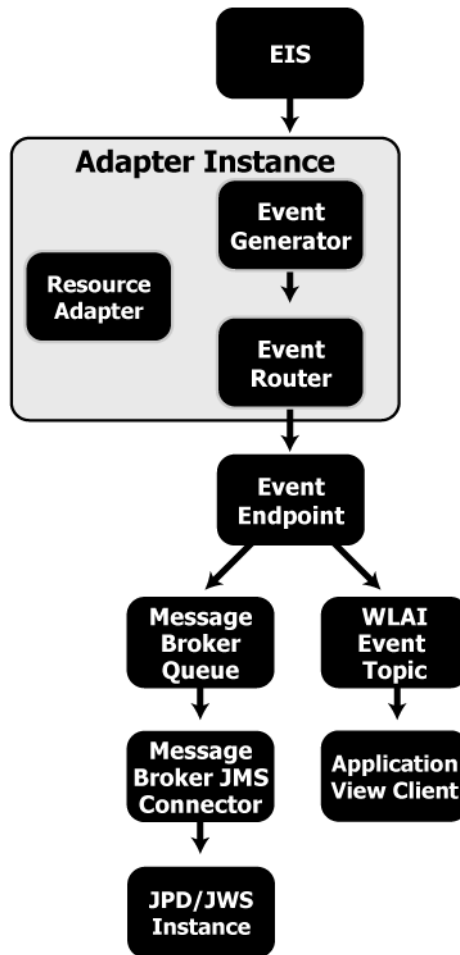 EIS
Adapter Instance
Event
Generator
Resource
Adapter
Event
Router
Event
Endpoint
Message
Broker
Queue
WLAI
Event
Topic
Message
Broker JMS
Connector
Application
View Client
JPD/JWS
Instance